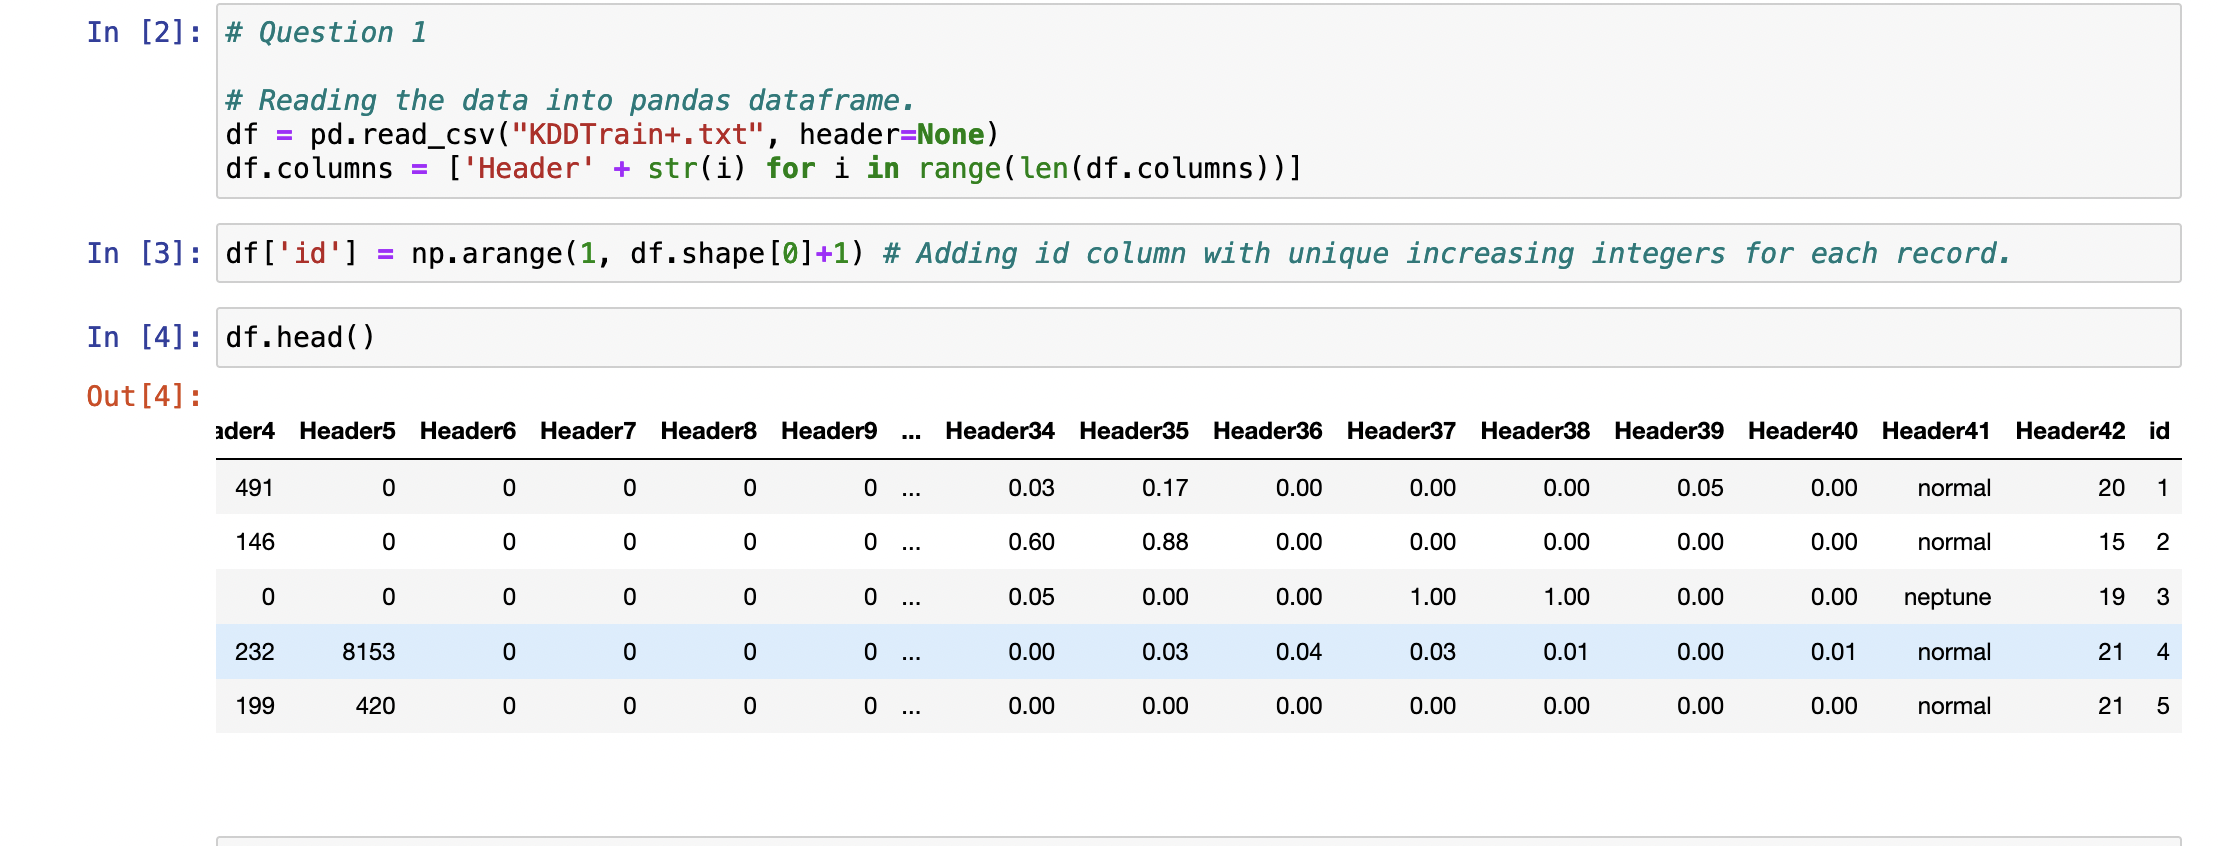 In [2]: # Question 1
# Reading the data into pandas dataframe.
df = pd.read_csv("KDDTrain+.txt", header=None)
df.columns = ['Header' + str(i) for i in range(len(df.columns))]
In [3]: df['id'] = np.arange(1, df.shape[0]+1) # Adding id column with unique increasing integers for each record.
In [4]: df.head()
Out[4]:
ader4 Header5 Header6 Header7 Header8 Header9 ... Header34 Header35 Header36 Header37 Header38 Header39 Header40 Header41 Header42 id
491 0 0 0 0 0 ... 0.03 0.17 0.00 0.00 0.00 0.05 0.00 normal 20 1
146 0 0 0 0 0 ... 0.60 0.88 0.00 0.00 0.00 0.00 0.00 normal 15 2
0 0 0 0 0 0 ... 0.05 0.00 0.00 1.00 1.00 0.00 0.00 neptune 19 3
232 8153 0 0 0 0 ... 0.00 0.03 0.04 0.03 0.01 0.00 0.01 normal 21 4
199 420 0 0 0 0 ... 0.00 0.00 0.00 0.00 0.00 0.00 0.00 normal 21 5